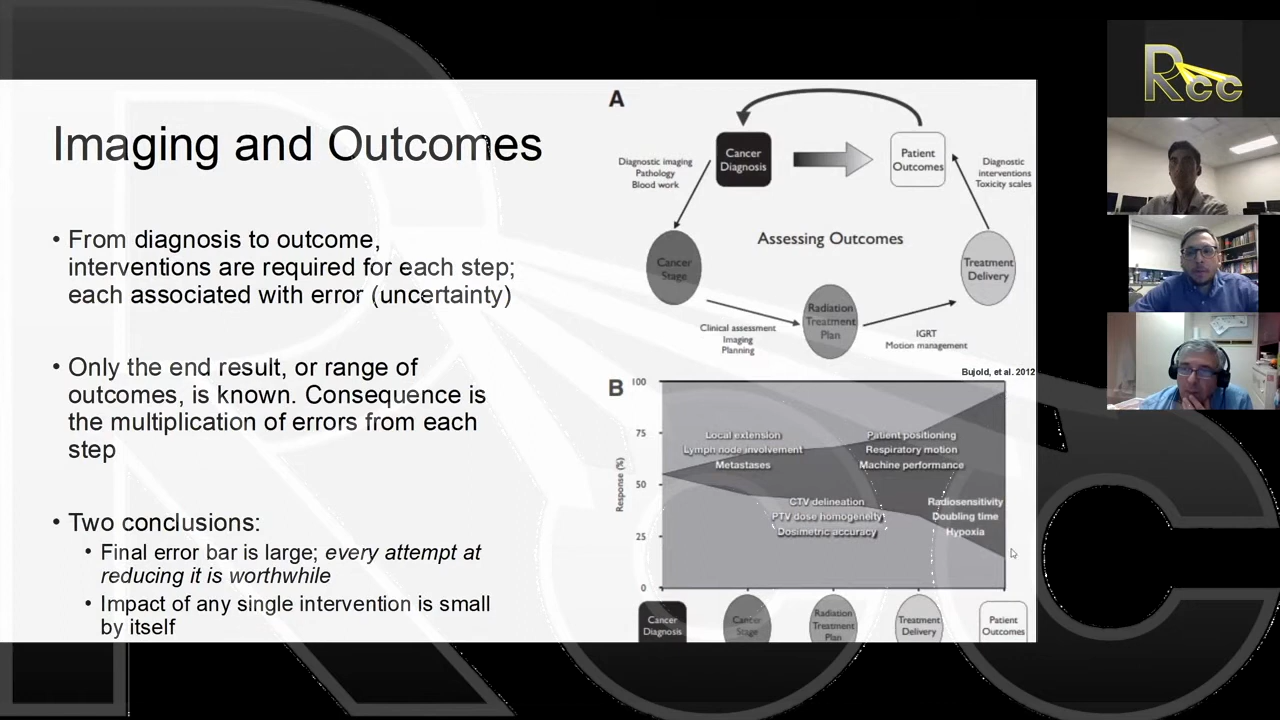 Imaging and Outcomes
• From diagnosis to outcome,
interventions are required for each step;
each associated with error (uncertainty)
• Only the end result, or range of
outcomes, is known. Consequence is
the multiplication of errors from each
step
• Two conclusions:
• Final error bar is large; every attempt at
reducing it is worthwhile
• Impact of any single intervention is small
by itself
A
Cancer
Diagnosis
Patient
Outcomes
Diagnostic imaging
Pathology
Blood work
Diagnostic
interventions
Toxicity scales
Assessing Outcomes
Cancer
Stage
Radiation
Treatment
Plan
Treatment
Delivery
Clinical assessment
Imaging
Planning
IGRT
Motion management
Bujold, et al. 2012
B
Response (%)
100
75
50
25
0
Local extension
Lymph node involvement
Metastases
Patient positioning
Respiratory motion
Machine performance
CTV delineation
PTV dose homogeneity
Dosimetric accuracy
Radiosensitivity
Doubling time
Hypoxia
Cancer
Diagnosis
Cancer
Stage
Radiation
Treatment
Plan
Treatment
Delivery
Patient
Outcomes
Rcc